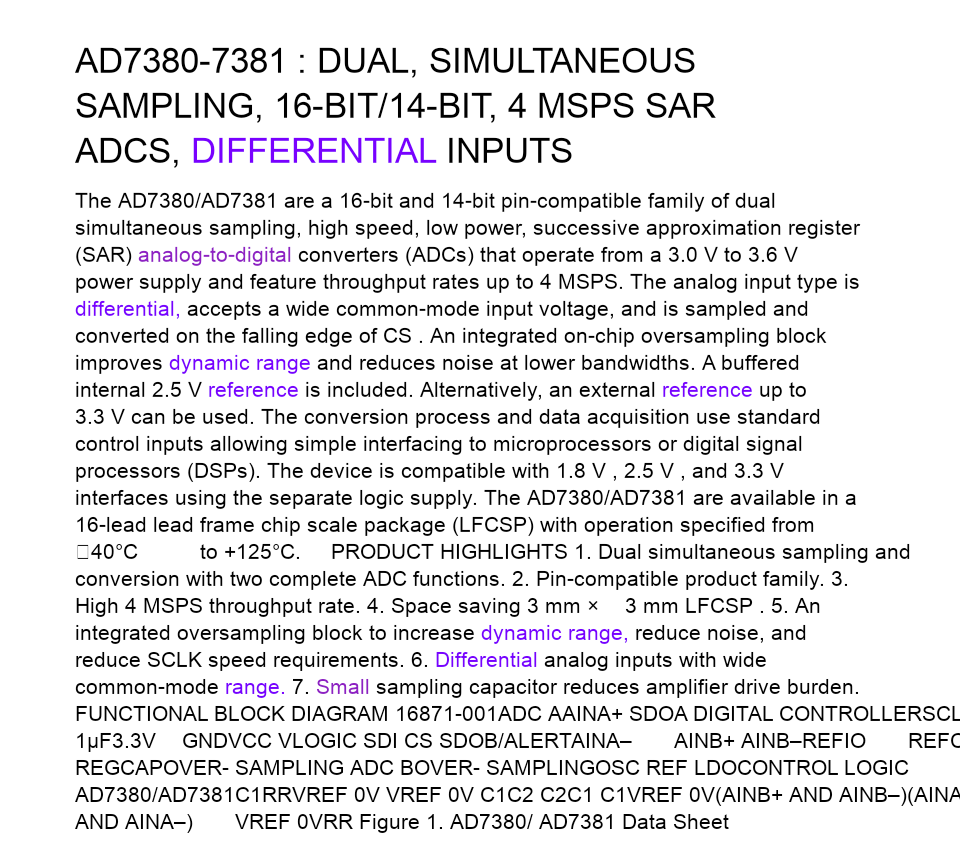 AD7380-7381 : DUAL, SIMULTANEOUS
SAMPLING, 16-BIT/14-BIT, 4 MSPS SAR
ADCS, DIFFERENTIAL INPUTS
The AD7380/AD7381 are a 16-bit and 14-bit pin-compatible family of dual
simultaneous sampling, high speed, low power, successive approximation register
(SAR) analog-to-digital converters (ADCs) that operate from a 3.0 V to 3.6 V
power supply and feature throughput rates up to 4 MSPS. The analog input type is
differential, accepts a wide common-mode input voltage, and is sampled and
converted on the falling edge of CS . An integrated on-chip oversampling block
improves dynamic range and reduces noise at lower bandwidths. A buffered
internal 2.5 V reference is included. Alternatively, an external reference up to
3.3 V can be used. The conversion process and data acquisition use standard
control inputs allowing simple interfacing to microprocessors or digital signal
processors (DSPs). The device is compatible with 1.8 V , 2.5 V , and 3.3 V
interfaces using the separate logic supply. The AD7380/AD7381 are available in a
16-lead lead frame chip scale package (LFCSP) with operation specified from
□40°C to +125°C. PRODUCT HIGHLIGHTS 1. Dual simultaneous sampling and
conversion with two complete ADC functions. 2. Pin-compatible product family. 3.
High 4 MSPS throughput rate. 4. Space saving 3 mm × 3 mm LFCSP . 5. An
integrated oversampling block to increase dynamic range, reduce noise, and
reduce SCLK speed requirements. 6. Differential analog inputs with wide
common-mode range. 7. Small sampling capacitor reduces amplifier drive burden.
FUNCTIONAL BLOCK DIAGRAM 16871-001ADC AAINA+ SDOA DIGITAL CONTROLLERSCL
1µF3.3V GNDVCC VLOGIC SDI CS SDOB/ALERTAINA– AINB+ AINB–REFIO REFC
REGCAPOVER- SAMPLING ADC BOVER- SAMPLINGOSC REF LDOCONTROL LOGIC
AD7380/AD7381C1RRVREF 0V VREF 0V C1C2 C2C1 C1VREF 0V(AINB+ AND AINB–)(AINA
AND AINA–) VREF 0VRR Figure 1. AD7380/ AD7381 Data Sheet